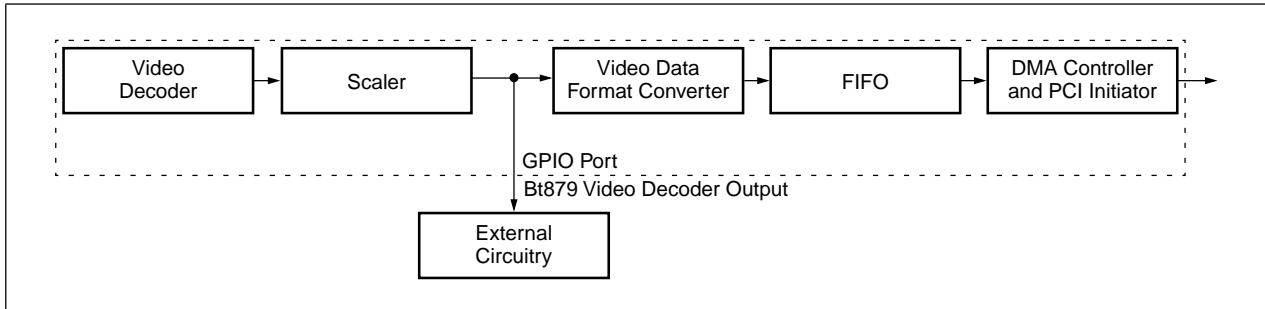 Video
Decoder
Scaler
Video Data
Format Converter
FIFO
DMA Controller
and PCI Initiator
GPIO Port
Bt879 Video Decoder Output
External
Circuitry